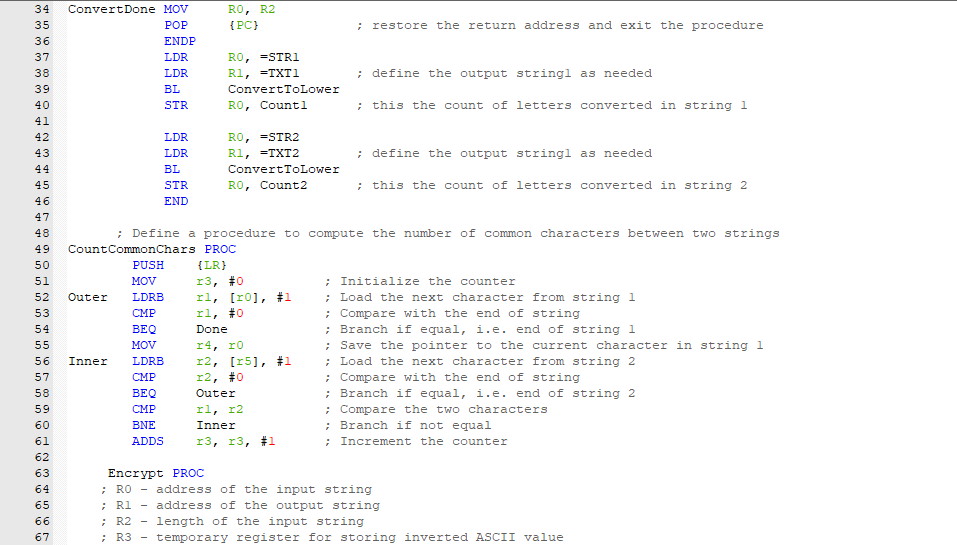 34 ConvertDone MOV R0, R2
35 POP {PC} ; restore the return address and exit the procedure
36 ENDP
37 LDR R0, =STR1
38 LDR R1, =TXT1 ; define the output string1 as needed
39 BL ConvertToLower
40 STR R0, Count1 ; this the count of letters converted in string 1
41
42 LDR R0, =STR2
43 LDR R1, =TXT2 ; define the output string1 as needed
44 BL ConvertToLower
45 STR R0, Count2 ; this the count of letters converted in string 2
46 END
47
48 ; Define a procedure to compute the number of common characters between two strings
49 CountCommonChars PROC
50 PUSH {LR}
51 MOV r3, #0 ; Initialize the counter
52 Outer LDRB r1, [r0], #1 ; Load the next character from string 1
53 CMP r1, #0 ; Compare with the end of string
54 BEQ Done ; Branch if equal, i.e. end of string 1
55 MOV r4, r0 ; Save the pointer to the current character in string 1
56 Inner LDRB r2, [r5], #1 ; Load the next character from string 2
57 CMP r2, #0 ; Compare with the end of string
58 BEQ Outer ; Branch if equal, i.e. end of string 2
59 CMP r1, r2 ; Compare the two characters
60 BNE Inner ; Branch if not equal
61 ADDS r3, r3, #1 ; Increment the counter
62
63 Encrypt PROC
64 ; R0 - address of the input string
65 ; R1 - address of the output string
66 ; R2 - length of the input string
67 ; R3 - temporary register for storing inverted ASCII value